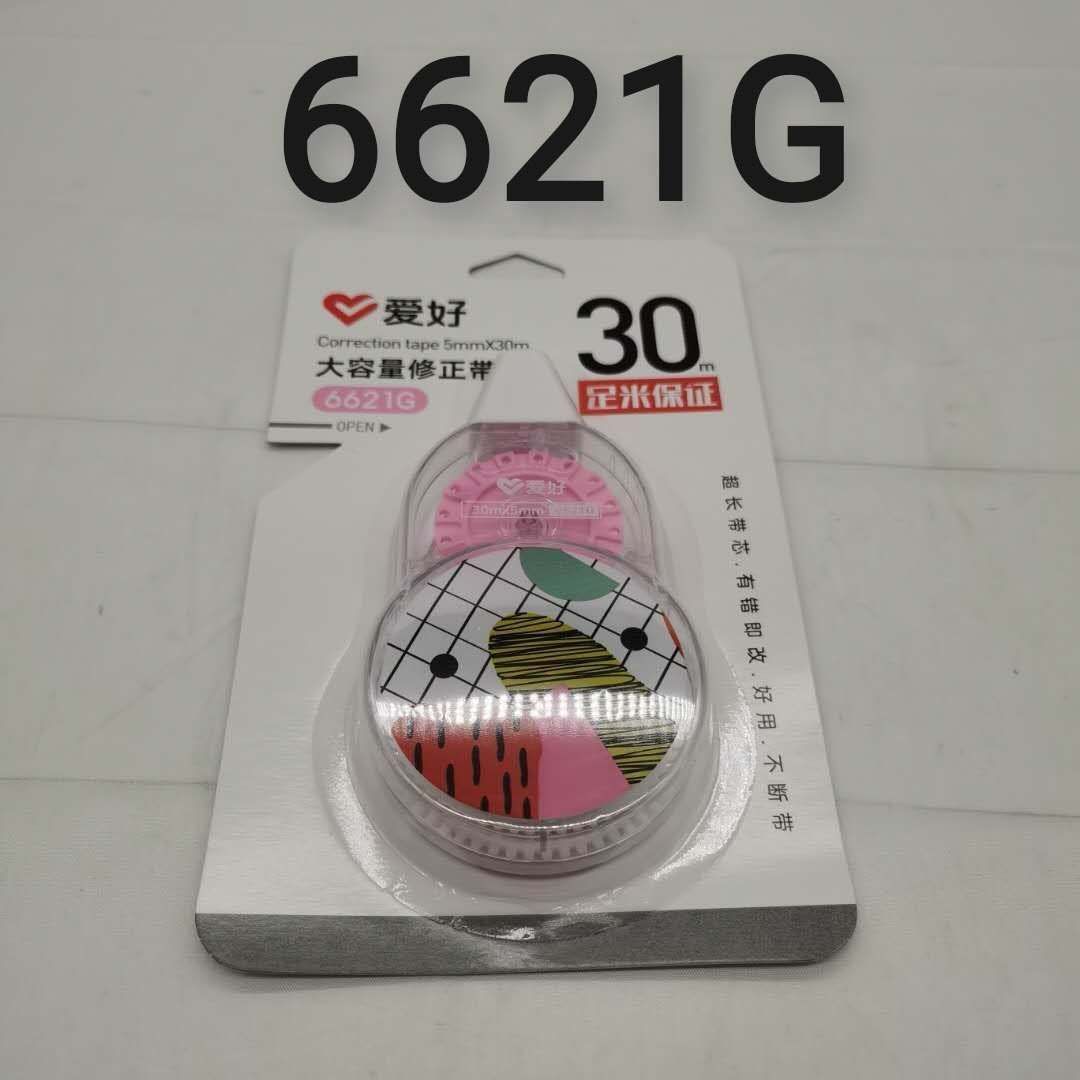 6621G
爱好
Correction tape 5mmX30m
大容量修正带
6621G
OPEN
30m
足米保证
爱好
30mX5mm
超长带芯.有错即改.好用.不断带